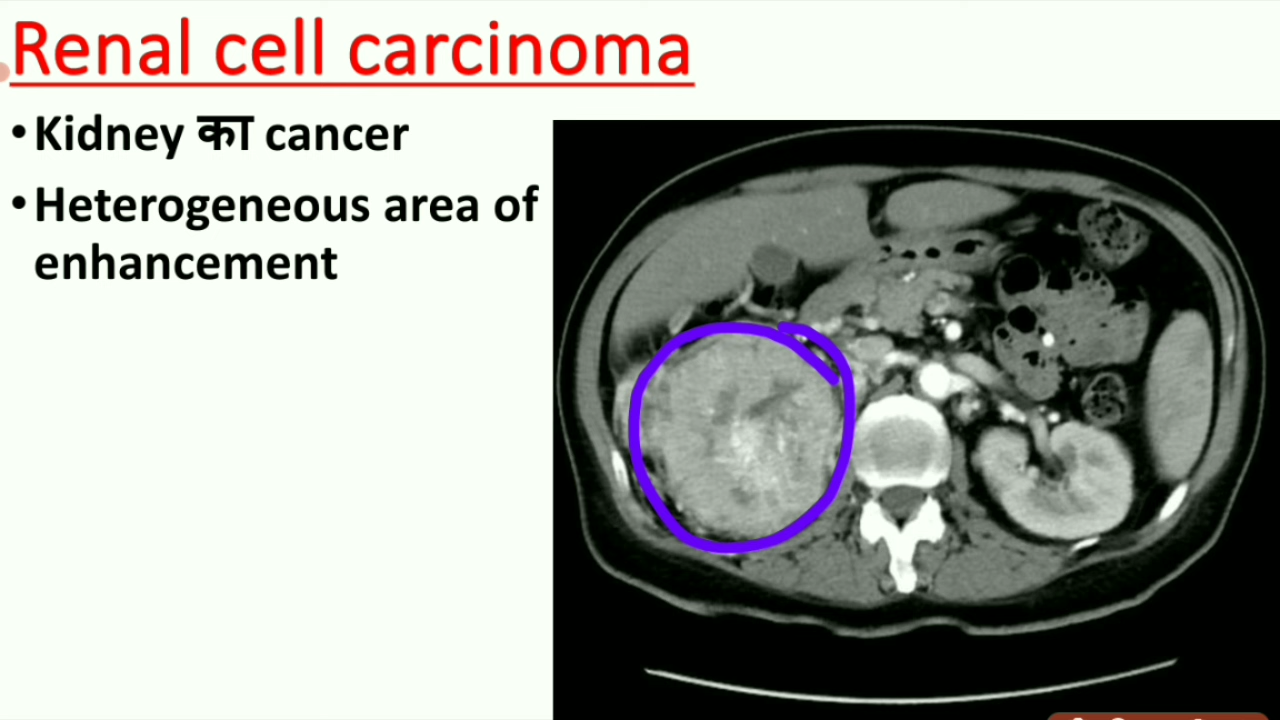 Renal cell carcinoma
•Kidney का cancer
•Heterogeneous area of
enhancement